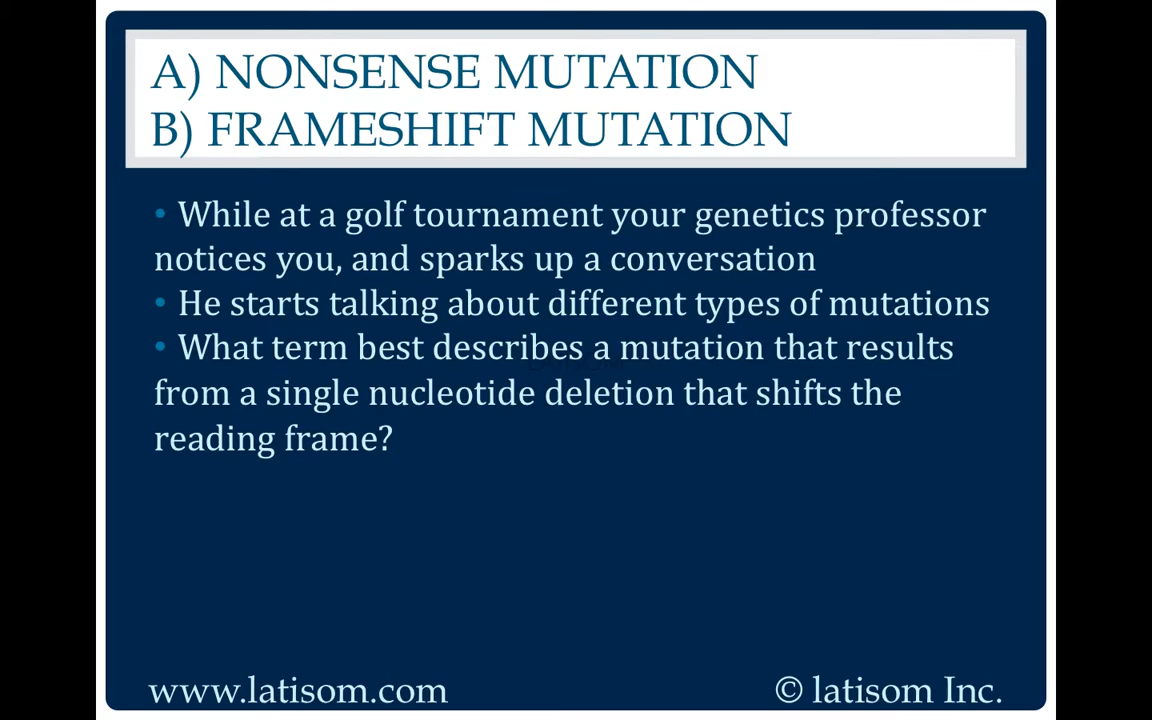 A) NONSENSE MUTATION
B) FRAMESHIFT MUTATION
• While at a golf tournament your genetics professor
notices you, and sparks up a conversation
• He starts talking about different types of mutations
• What term best describes a mutation that results
from a single nucleotide deletion that shifts the
reading frame?
www.latisom.com
© latisom Inc.